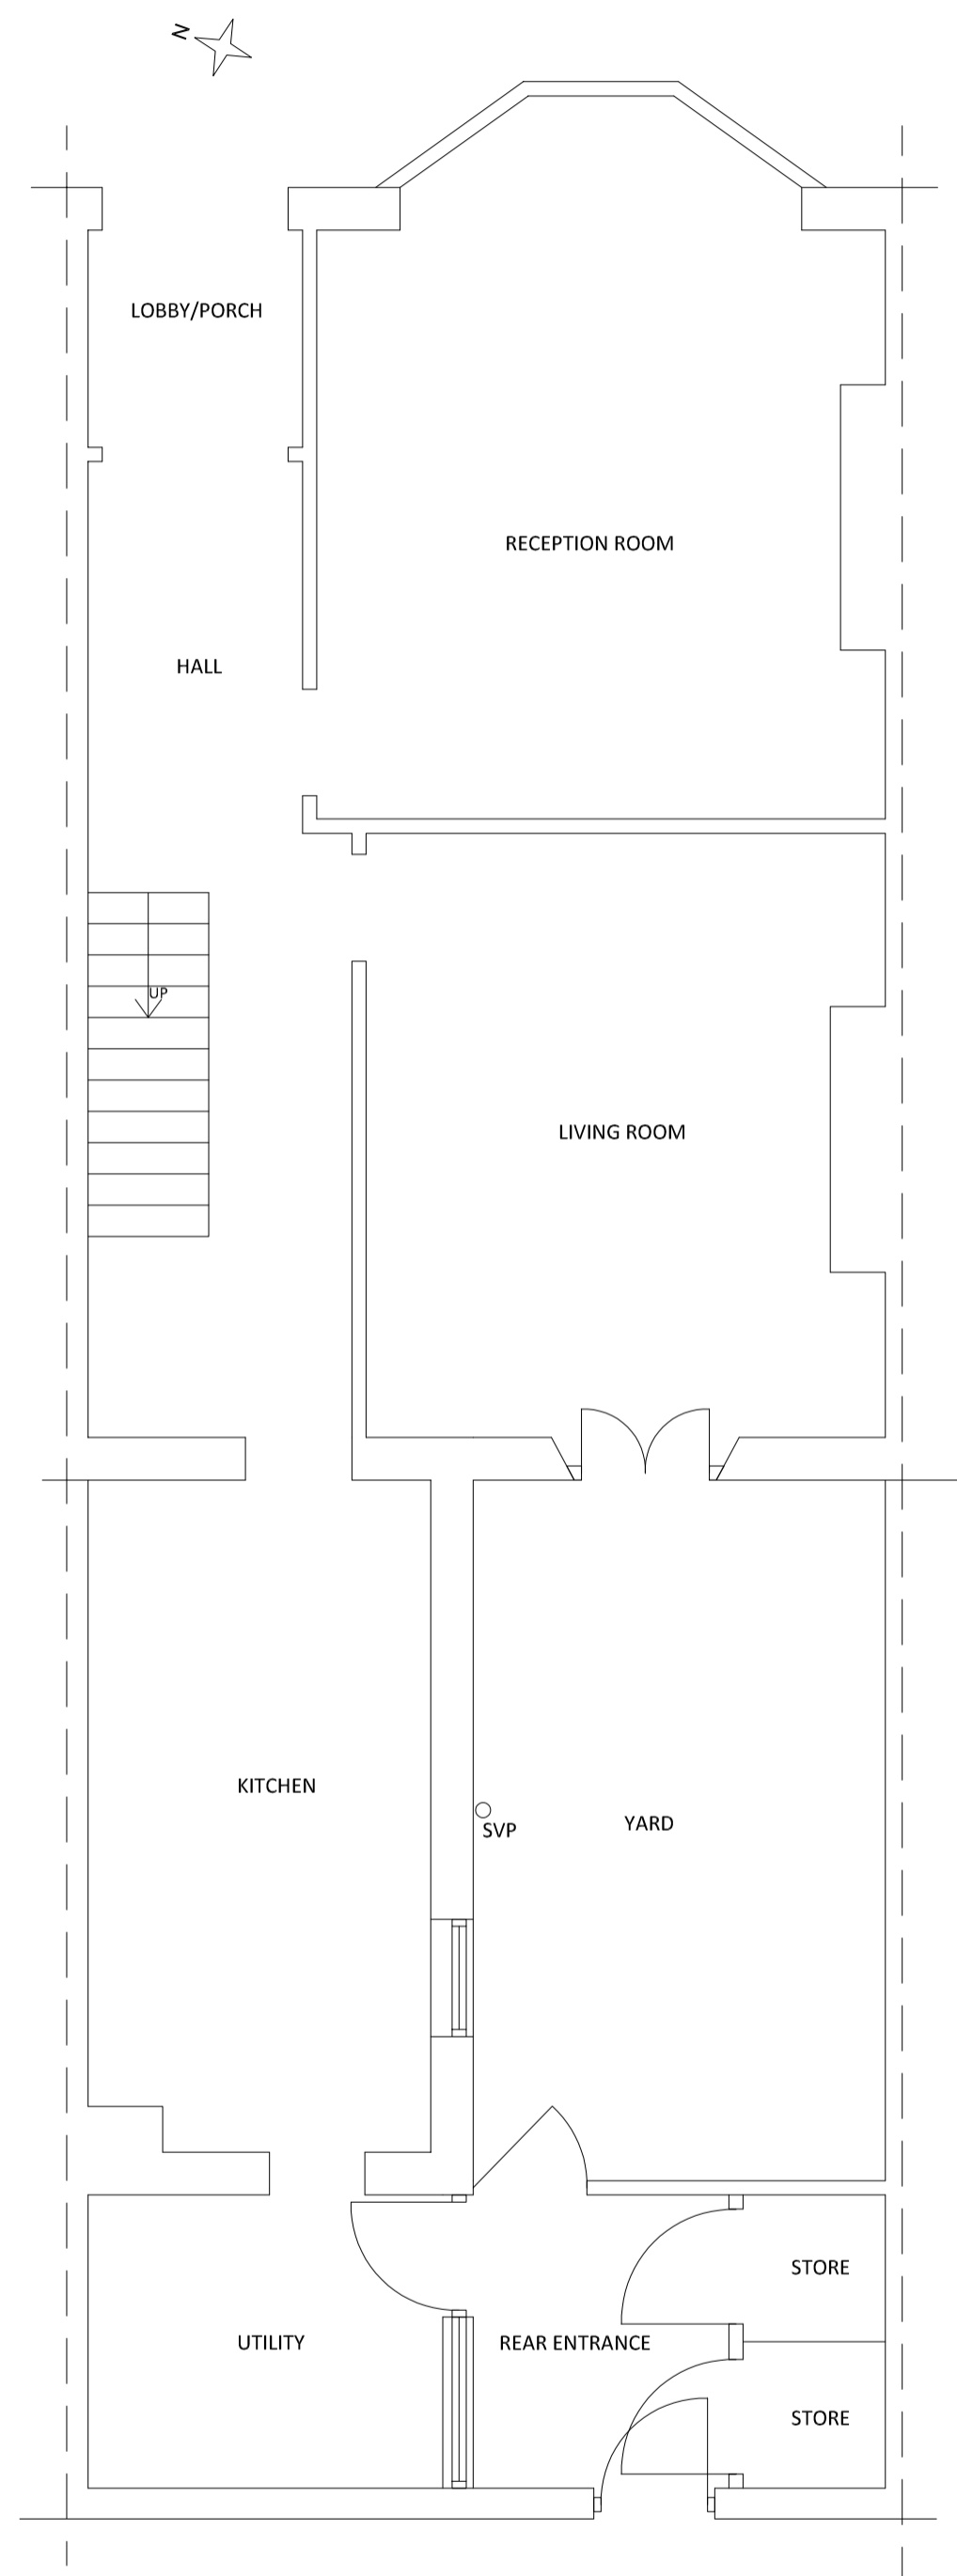 N
LOBBY/PORCH
RECEPTION ROOM
HALL
UP
LIVING ROOM
KITCHEN
SVP
YARD
STORE
UTILITY
REAR ENTRANCE
STORE